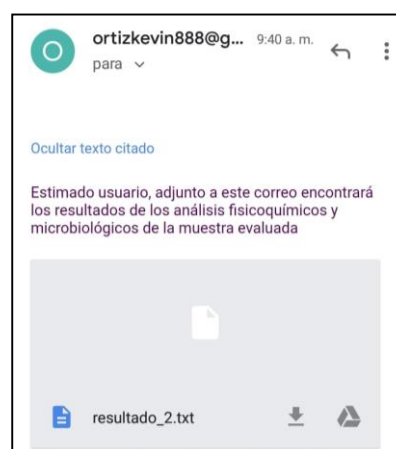 O
ortizkevin888@g... 9:40 a. m.
para
Ocultar texto citado
Estimado usuario, adjunto a este correo encontrará
los resultados de los análisis fisicoquímicos y
microbiológicos de la muestra evaluada
resultado_2.txt